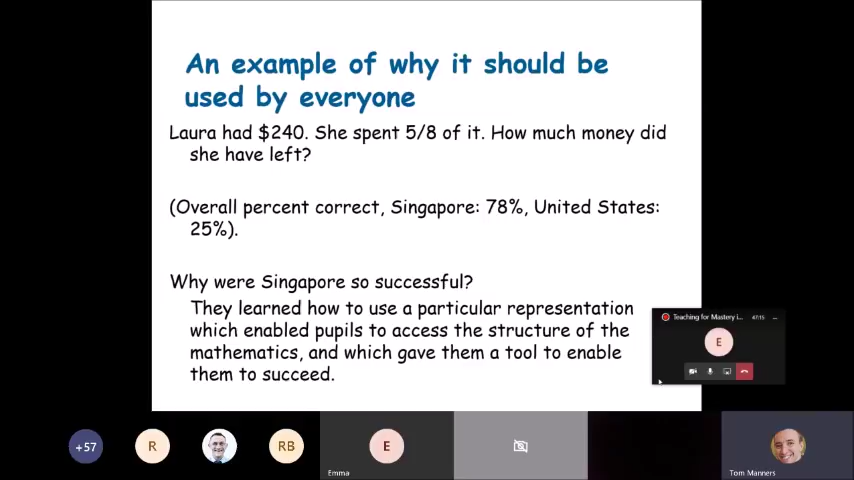 An example of why it should be
used by everyone
Laura had $240. She spent 5/8 of it. How much money did
she have left?
(Overall percent correct, Singapore: 78%, United States:
25%).
Why were Singapore so successful?
They learned how to use a particular representation
which enabled pupils to access the structure of the
mathematics, and which gave them a tool to enable
them to succeed.
Teaching for Mastery i... 47:15 ...
E
+57
R
RB
E
Emma
Tom Manners